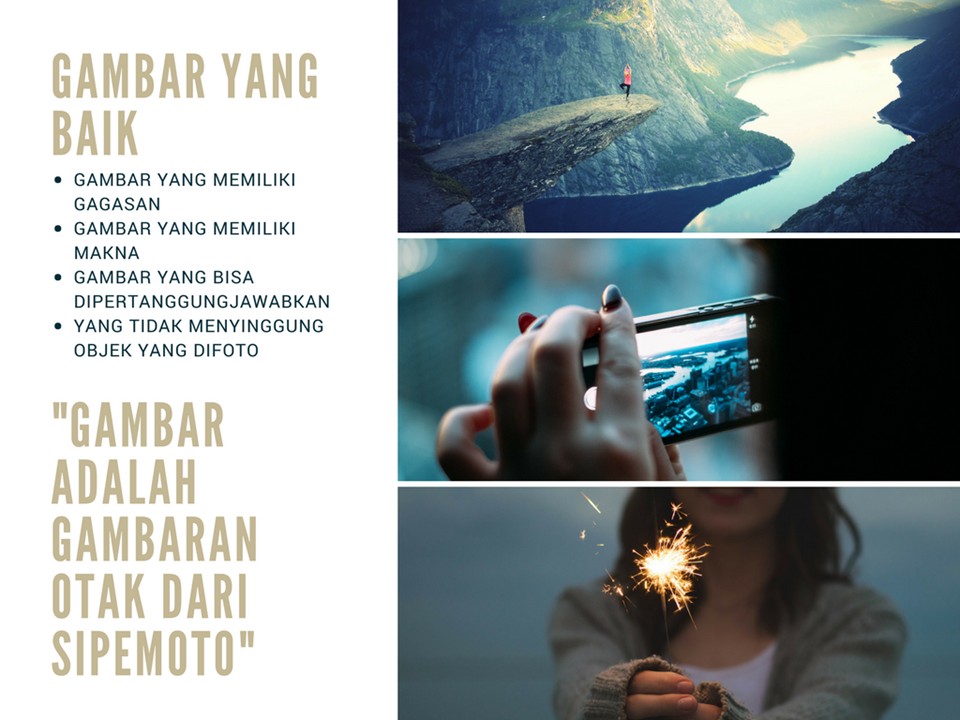 GAMBAR YANG
BAIK
• GAMBAR YANG MEMILIKI
GAGASAN
• GAMBAR YANG MEMILIKI
MAKNA
• GAMBAR YANG BISA
DIPERTANGGUNGJAWABKAN
• YANG TIDAK MENYINGGUNG
OBJEK YANG DIFOTO
"GAMBAR
ADALAH
GAMBARAN
OTAK DARI
SIPEMOTO"